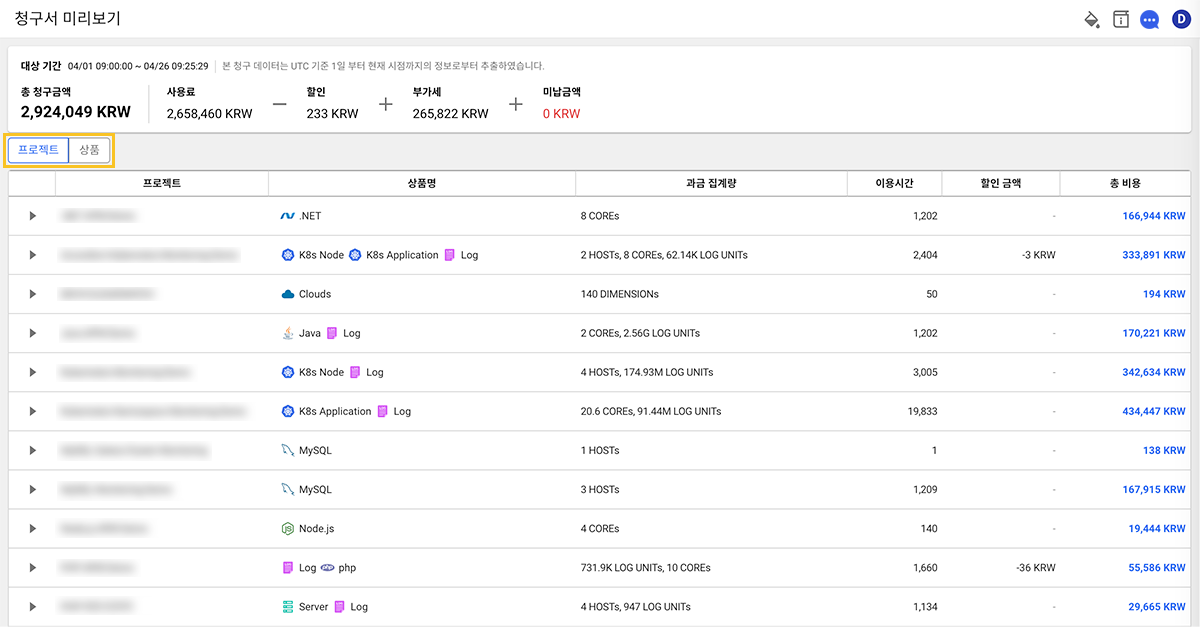 청구서 미리보기
D
대상 기간 04/01 09:00:00 ~ 04/26 09:25:29 본 청구 데이터는 UTC 기준 1일 부터 현재 시점까지의 정보로부터 추출하였습니다.
총 청구금액 사용료 할인 부가세 미납금액
2,924,049 KRW 2,658,460 KRW — 233 KRW + 265,822 KRW + 0 KRW
프로젝트 상품
프로젝트 상품명 과금 집계량 이용시간 할인 금액 총 비용
.NET 8 COREs 1,202 - 166,944 KRW
K8s Node K8s Application Log 2 HOSTs, 8 COREs, 62.14K LOG UNITs 2,404 -3 KRW 333,891 KRW
Clouds 140 DIMENSIONs 50 - 194 KRW
Java Log 2 COREs, 2.56G LOG UNITs 1,202 - 170,221 KRW
K8s Node Log 4 HOSTs, 174.93M LOG UNITs 3,005 - 342,634 KRW
K8s Application Log 20.6 COREs, 91.44M LOG UNITs 19,833 - 434,447 KRW
MySQL 1 HOSTs 1 - 138 KRW
MySQL 3 HOSTs 1,209 - 167,915 KRW
Node.js 4 COREs 140 - 19,444 KRW
Log php 731.9K LOG UNITs, 10 COREs 1,660 -36 KRW 55,586 KRW
Server Log 4 HOSTs, 947 LOG UNITs 1,134 - 29,665 KRW